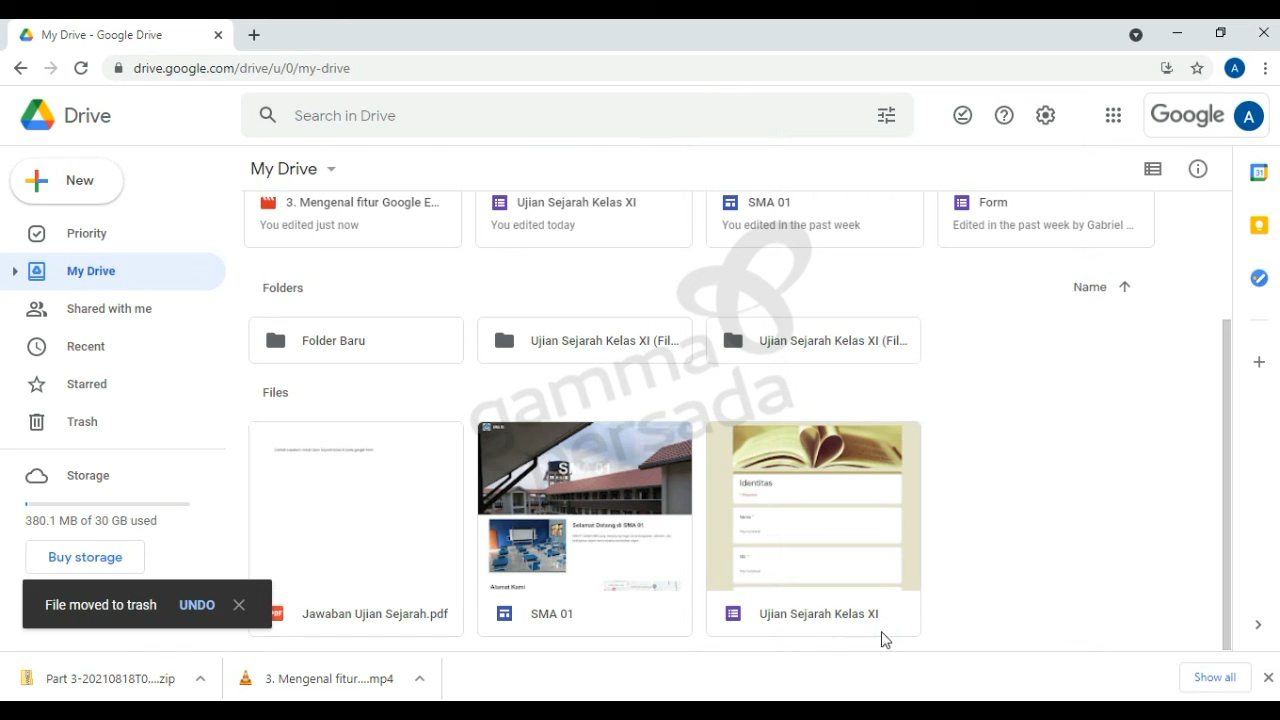 My Drive - Google Drive
drive.google.com/drive/u/0/my-drive
A
Drive
Search in Drive
Google A
New
My Drive
3. Mengenal fitur Google E...
Ujian Sejarah Kelas XI
SMA 01
Form
You edited just now
You edited today
You edited in the past week
Edited in the past week by Gabriel ...
Priority
My Drive
Shared with me
Recent
Starred
Trash
Storage
380.1 MB of 30 GB used
Buy storage
Folders
Name
Folder Baru
Ujian Sejarah Kelas XI (Fil...
Ujian Sejarah Kelas XI (Fil...
gamma
Files
SMA 01
Selamat Datang di SMA 01
Alamat Kami
Identitas
File moved to trash
UNDO
Jawaban Ujian Sejarah.pdf
SMA 01
Ujian Sejarah Kelas XI
Part 3-20210818T0....zip
3. Mengenal fitur....mp4
Show all